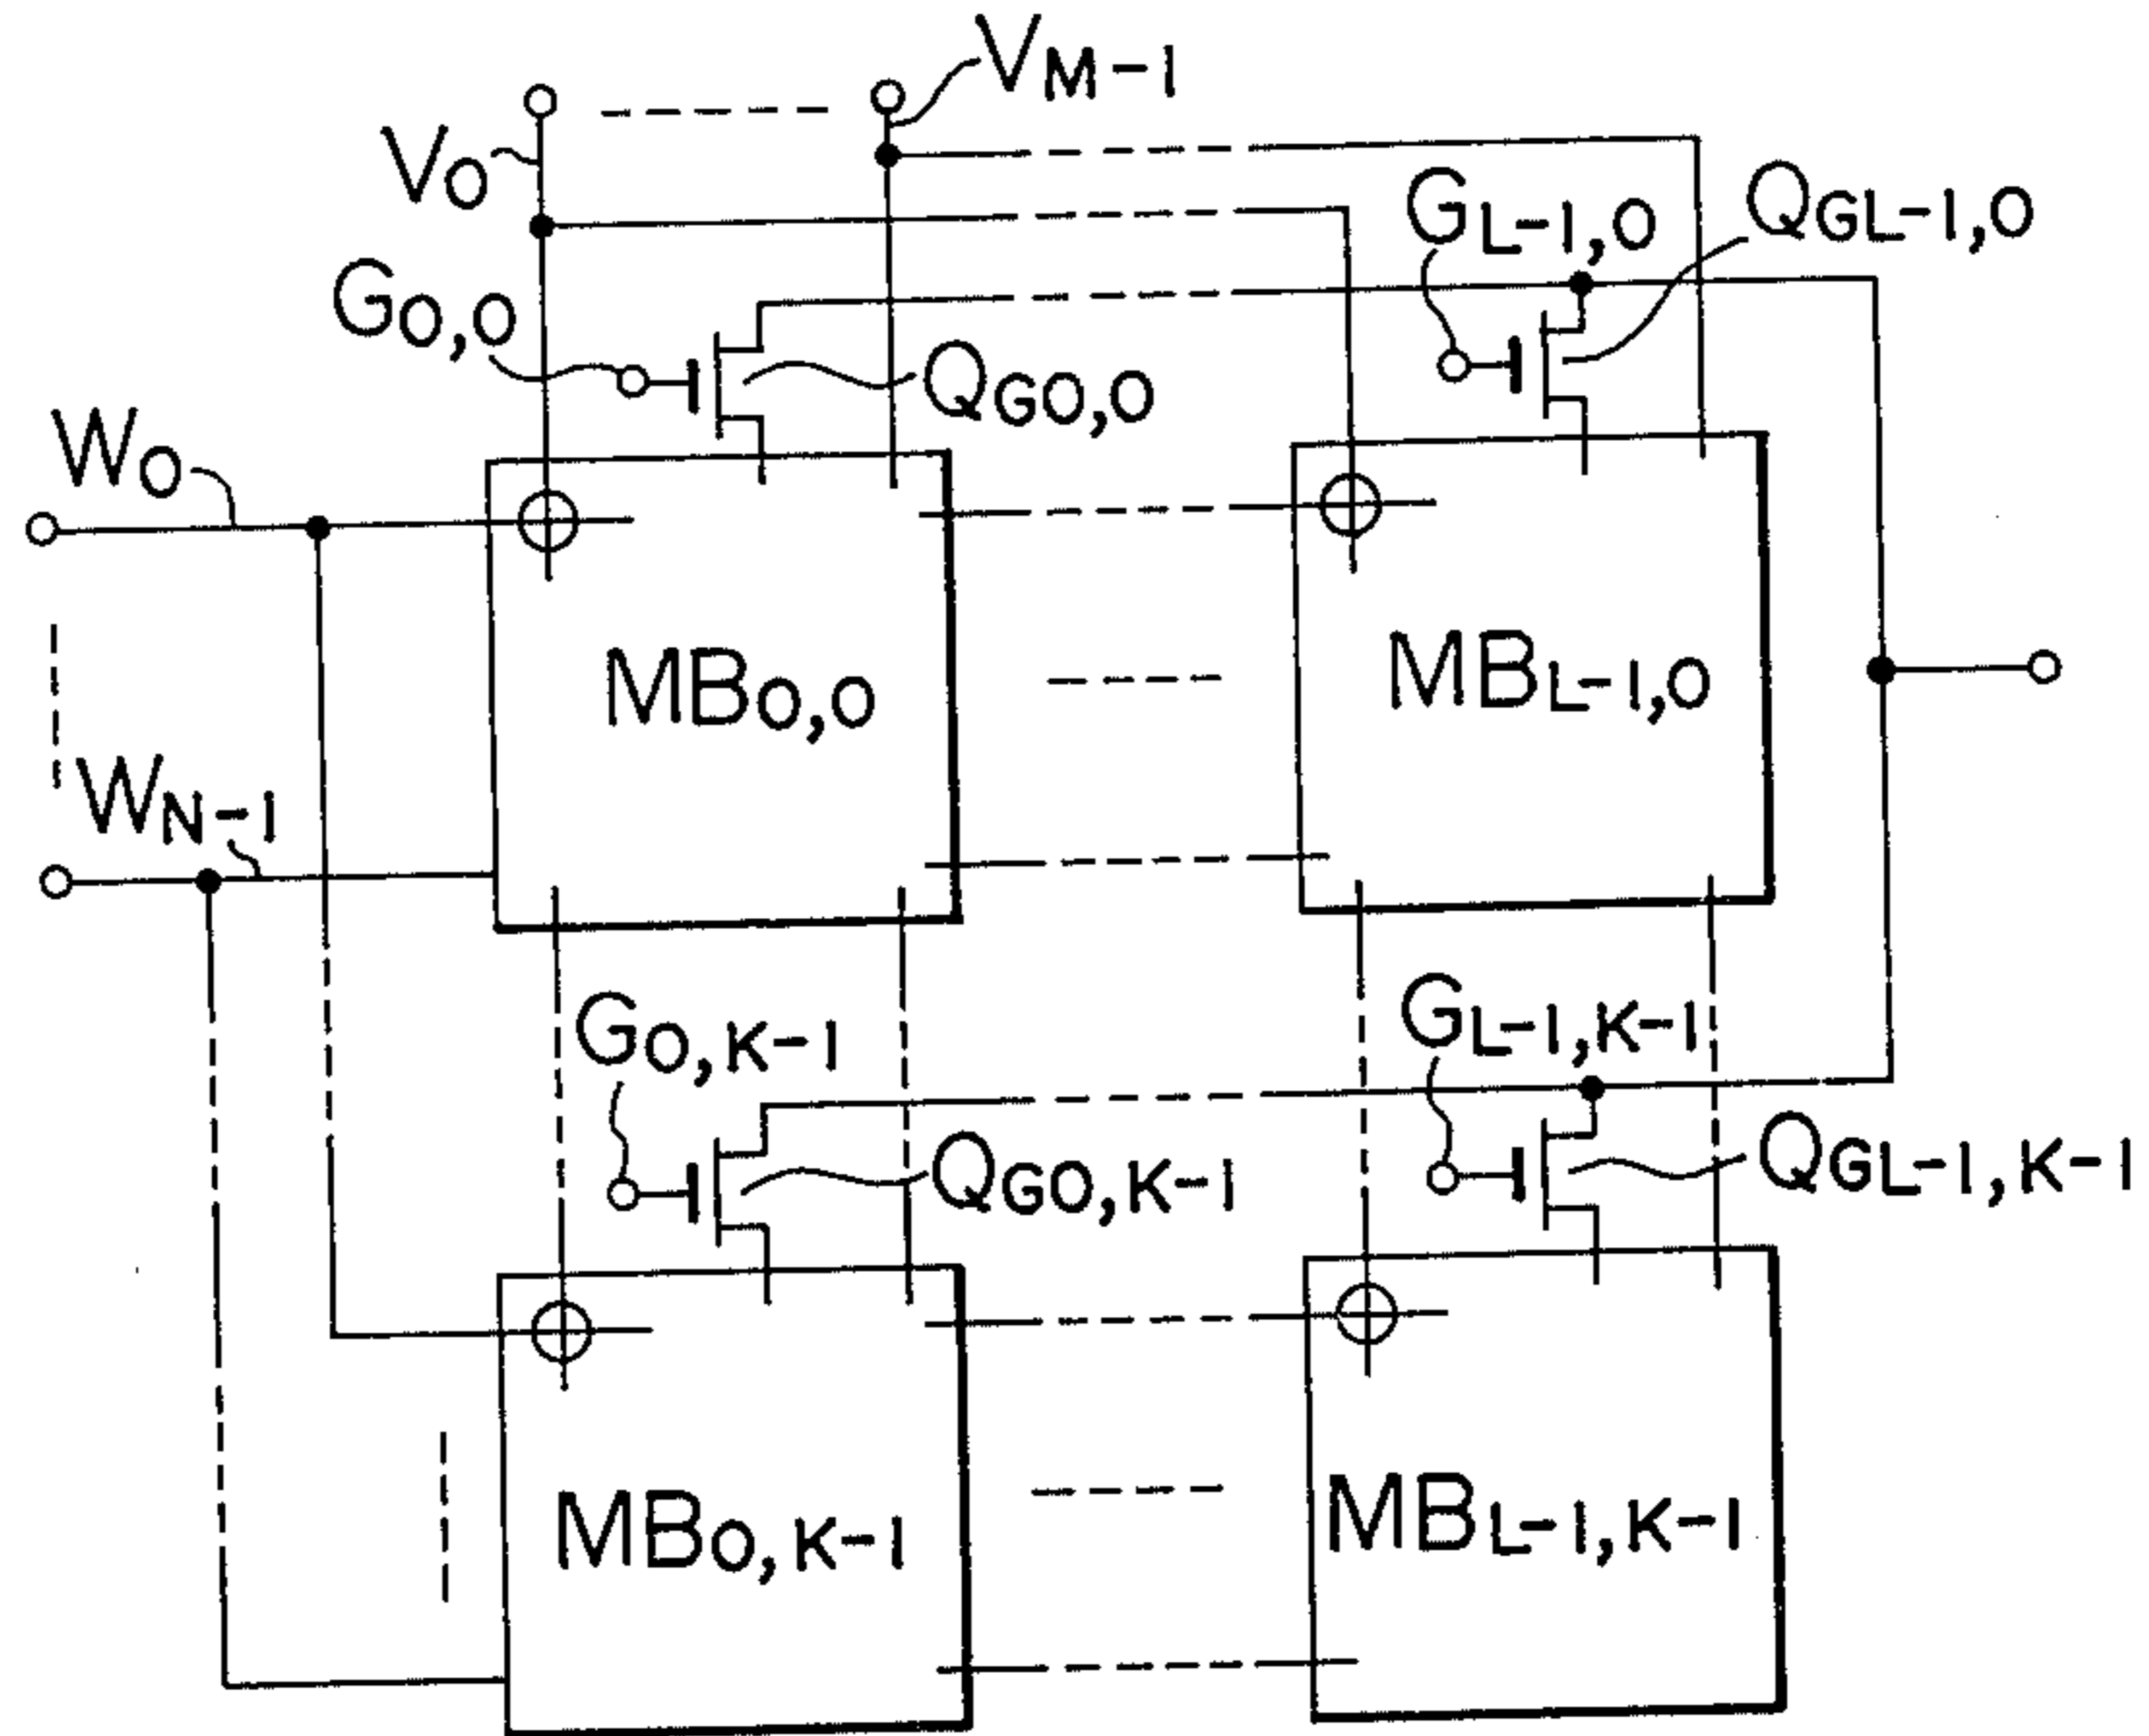 VM-1
V0
GL-1,0
QGL-1,0
G0,0
QG0,0
W0
MB0,0
MBL-1,0
WN-1
G0,K-1
GL-1,K-1
QG0,K-1
QGL-1,K-1
MB0,K-1
MBL-1,K-1